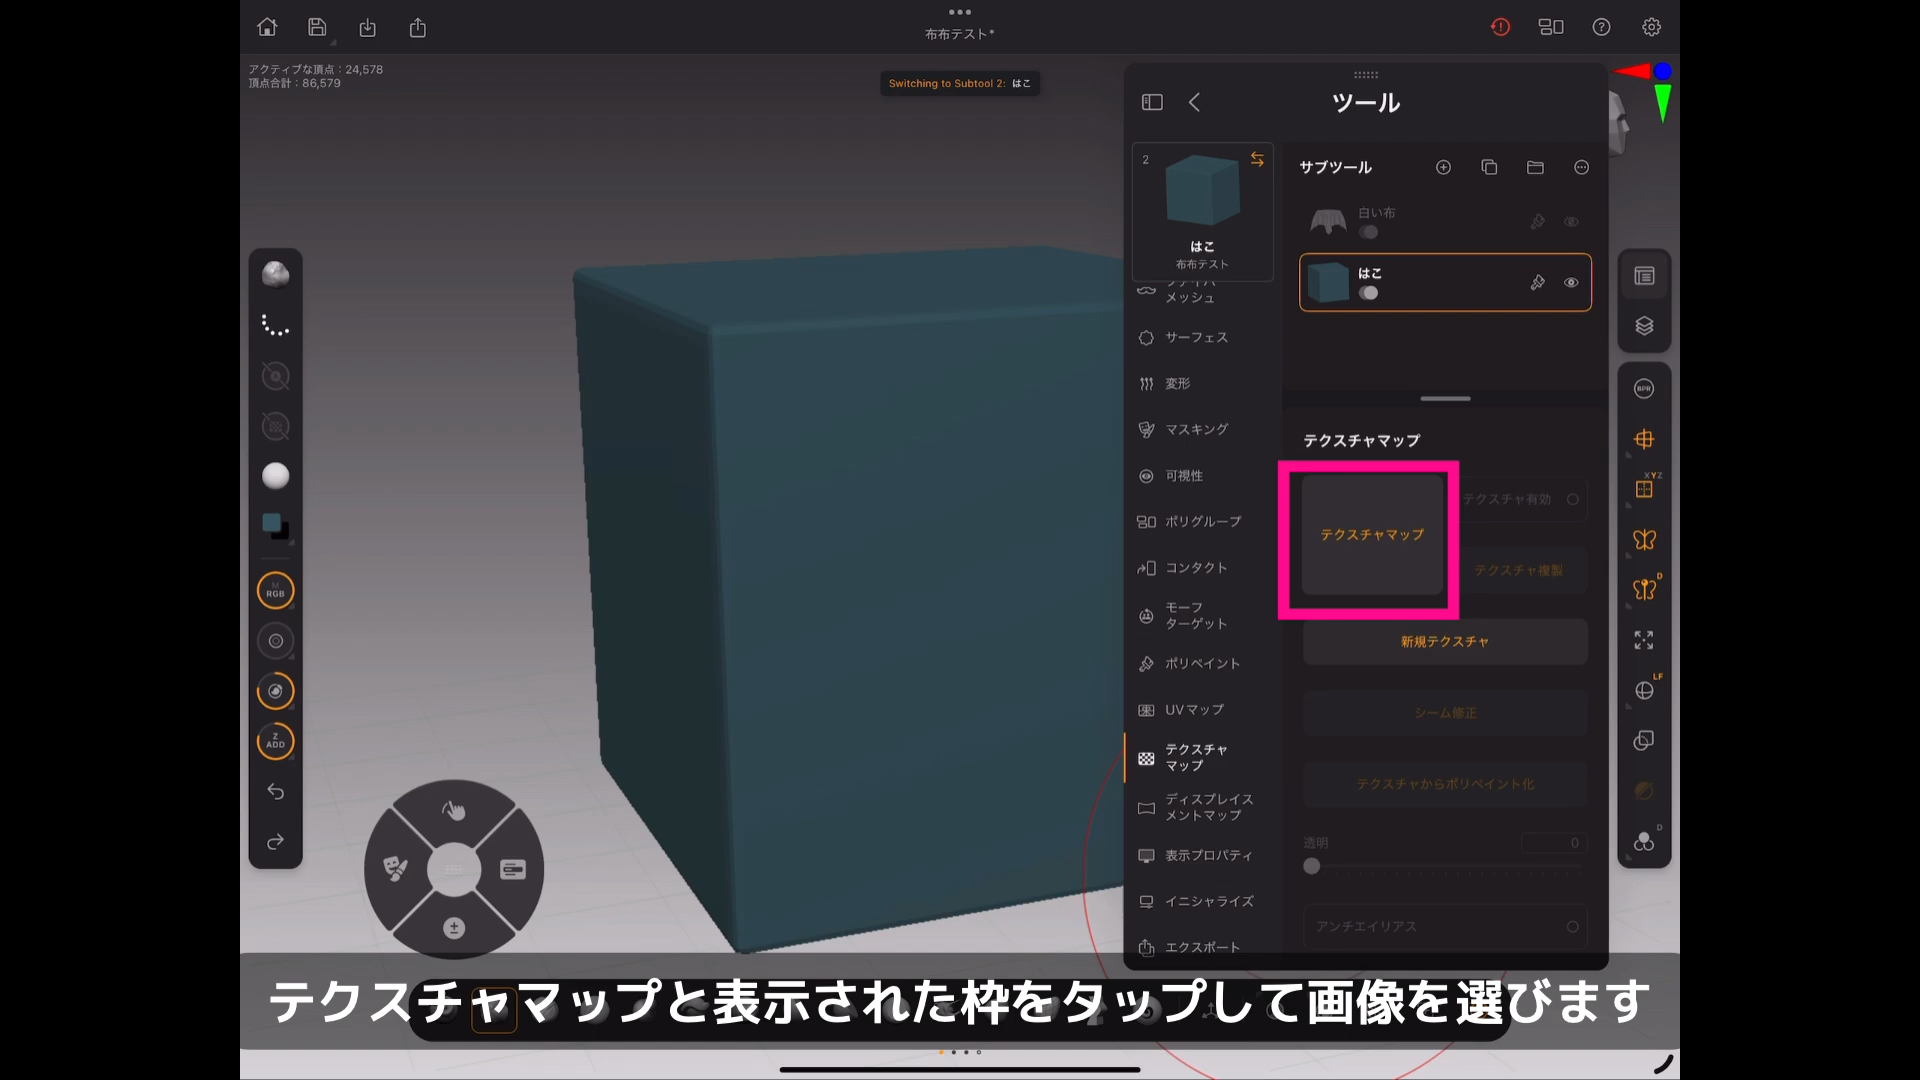 布布テスト*
アクティブな頂点：24,578
頂点合計：86,579
Switching to Subtool 2: はこ
ツール
2
はこ
布布テスト
サブツール
白い布
はこ
メッシュ
サーフェス
変形
マスキング
可視性
ポリグループ
コンタクト
モーフ
ターゲット
ポリペイント
UV マップ
テクスチャ
マップ
ディスプレイス
メントマップ
表示プロパティ
イニシャライズ
エクスポート
テクスチャマップ
テクスチャマップ
テクスチャ有効
テクスチャ複製
新規テクスチャ
シーム修正
テクスチャからポリペイント化
透明
0
アンチエイリアス
M
RGB
Z
ADD
BPR
XYZ
D
LF
D
テクスチャマップと表示された枠をタップして画像を選びます